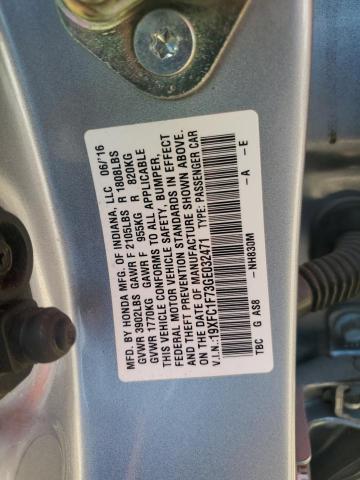 MFD. BY HONDA MFG. OF INDIANA, LLC 06/'16
GVWR 3902LBS GAWR F 2105LBS R 1808LBS
GVWR 1770KG GAWR F 955KG R 820KG
THIS VEHICLE CONFORMS TO ALL APPLICABLE
FEDERAL MOTOR VEHICLE SAFETY, BUMPER,
AND THEFT PREVENTION STANDARDS IN EFFECT
ON THE DATE OF MANUFACTURE SHOWN ABOVE.
V.I.N.:19XFC1F73GE032471 TYPE: PASSENGER CAR
-NH830M -A -E
TBC G AS8